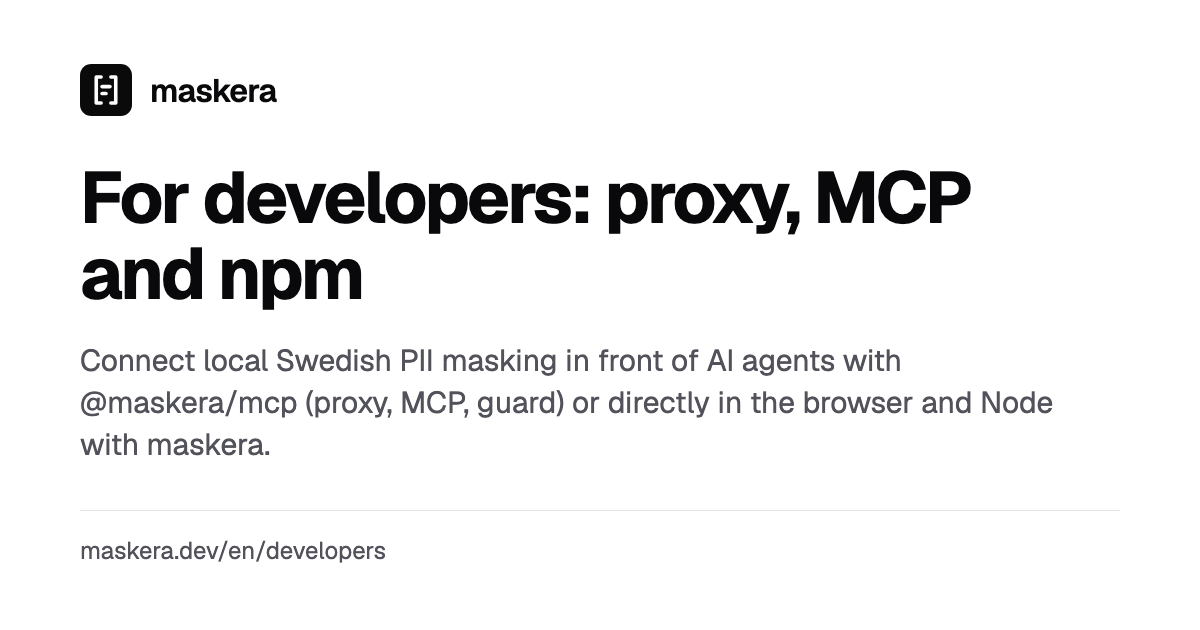 maskera
For developers: proxy, MCP
and npm
Connect local Swedish PII masking in front of AI agents with
@maskera/mcp (proxy, MCP, guard) or directly in the browser and Node
with maskera.
maskera.dev/en/developers